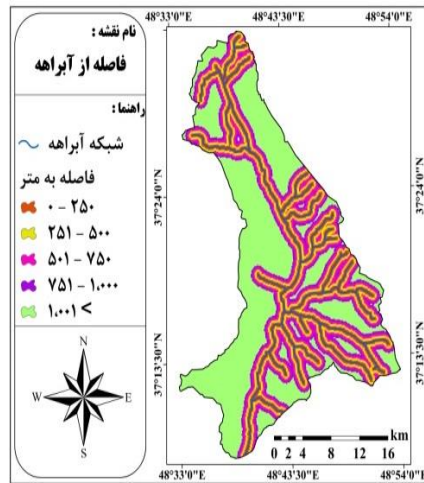 نام نقشه :
فاصله از آبراهه
راهنما :
شبکه آبراهه
فاصله به متر
۰ - ۲۵۰
۲۵۱ - ۵۰۰
۵۰۱ - ۷۵۰
۷۵۱ - ۱,۰۰۰
۱,۰۰۱ <
N
W E
S
48°33'0"E 48°43'30"E 48°54'0"E
37°24'0"N 37°24'0"N
37°13'30"N 37°13'30"N
km
0 2 4 8 12 16
48°33'0"E 48°43'30"E 48°54'0"E